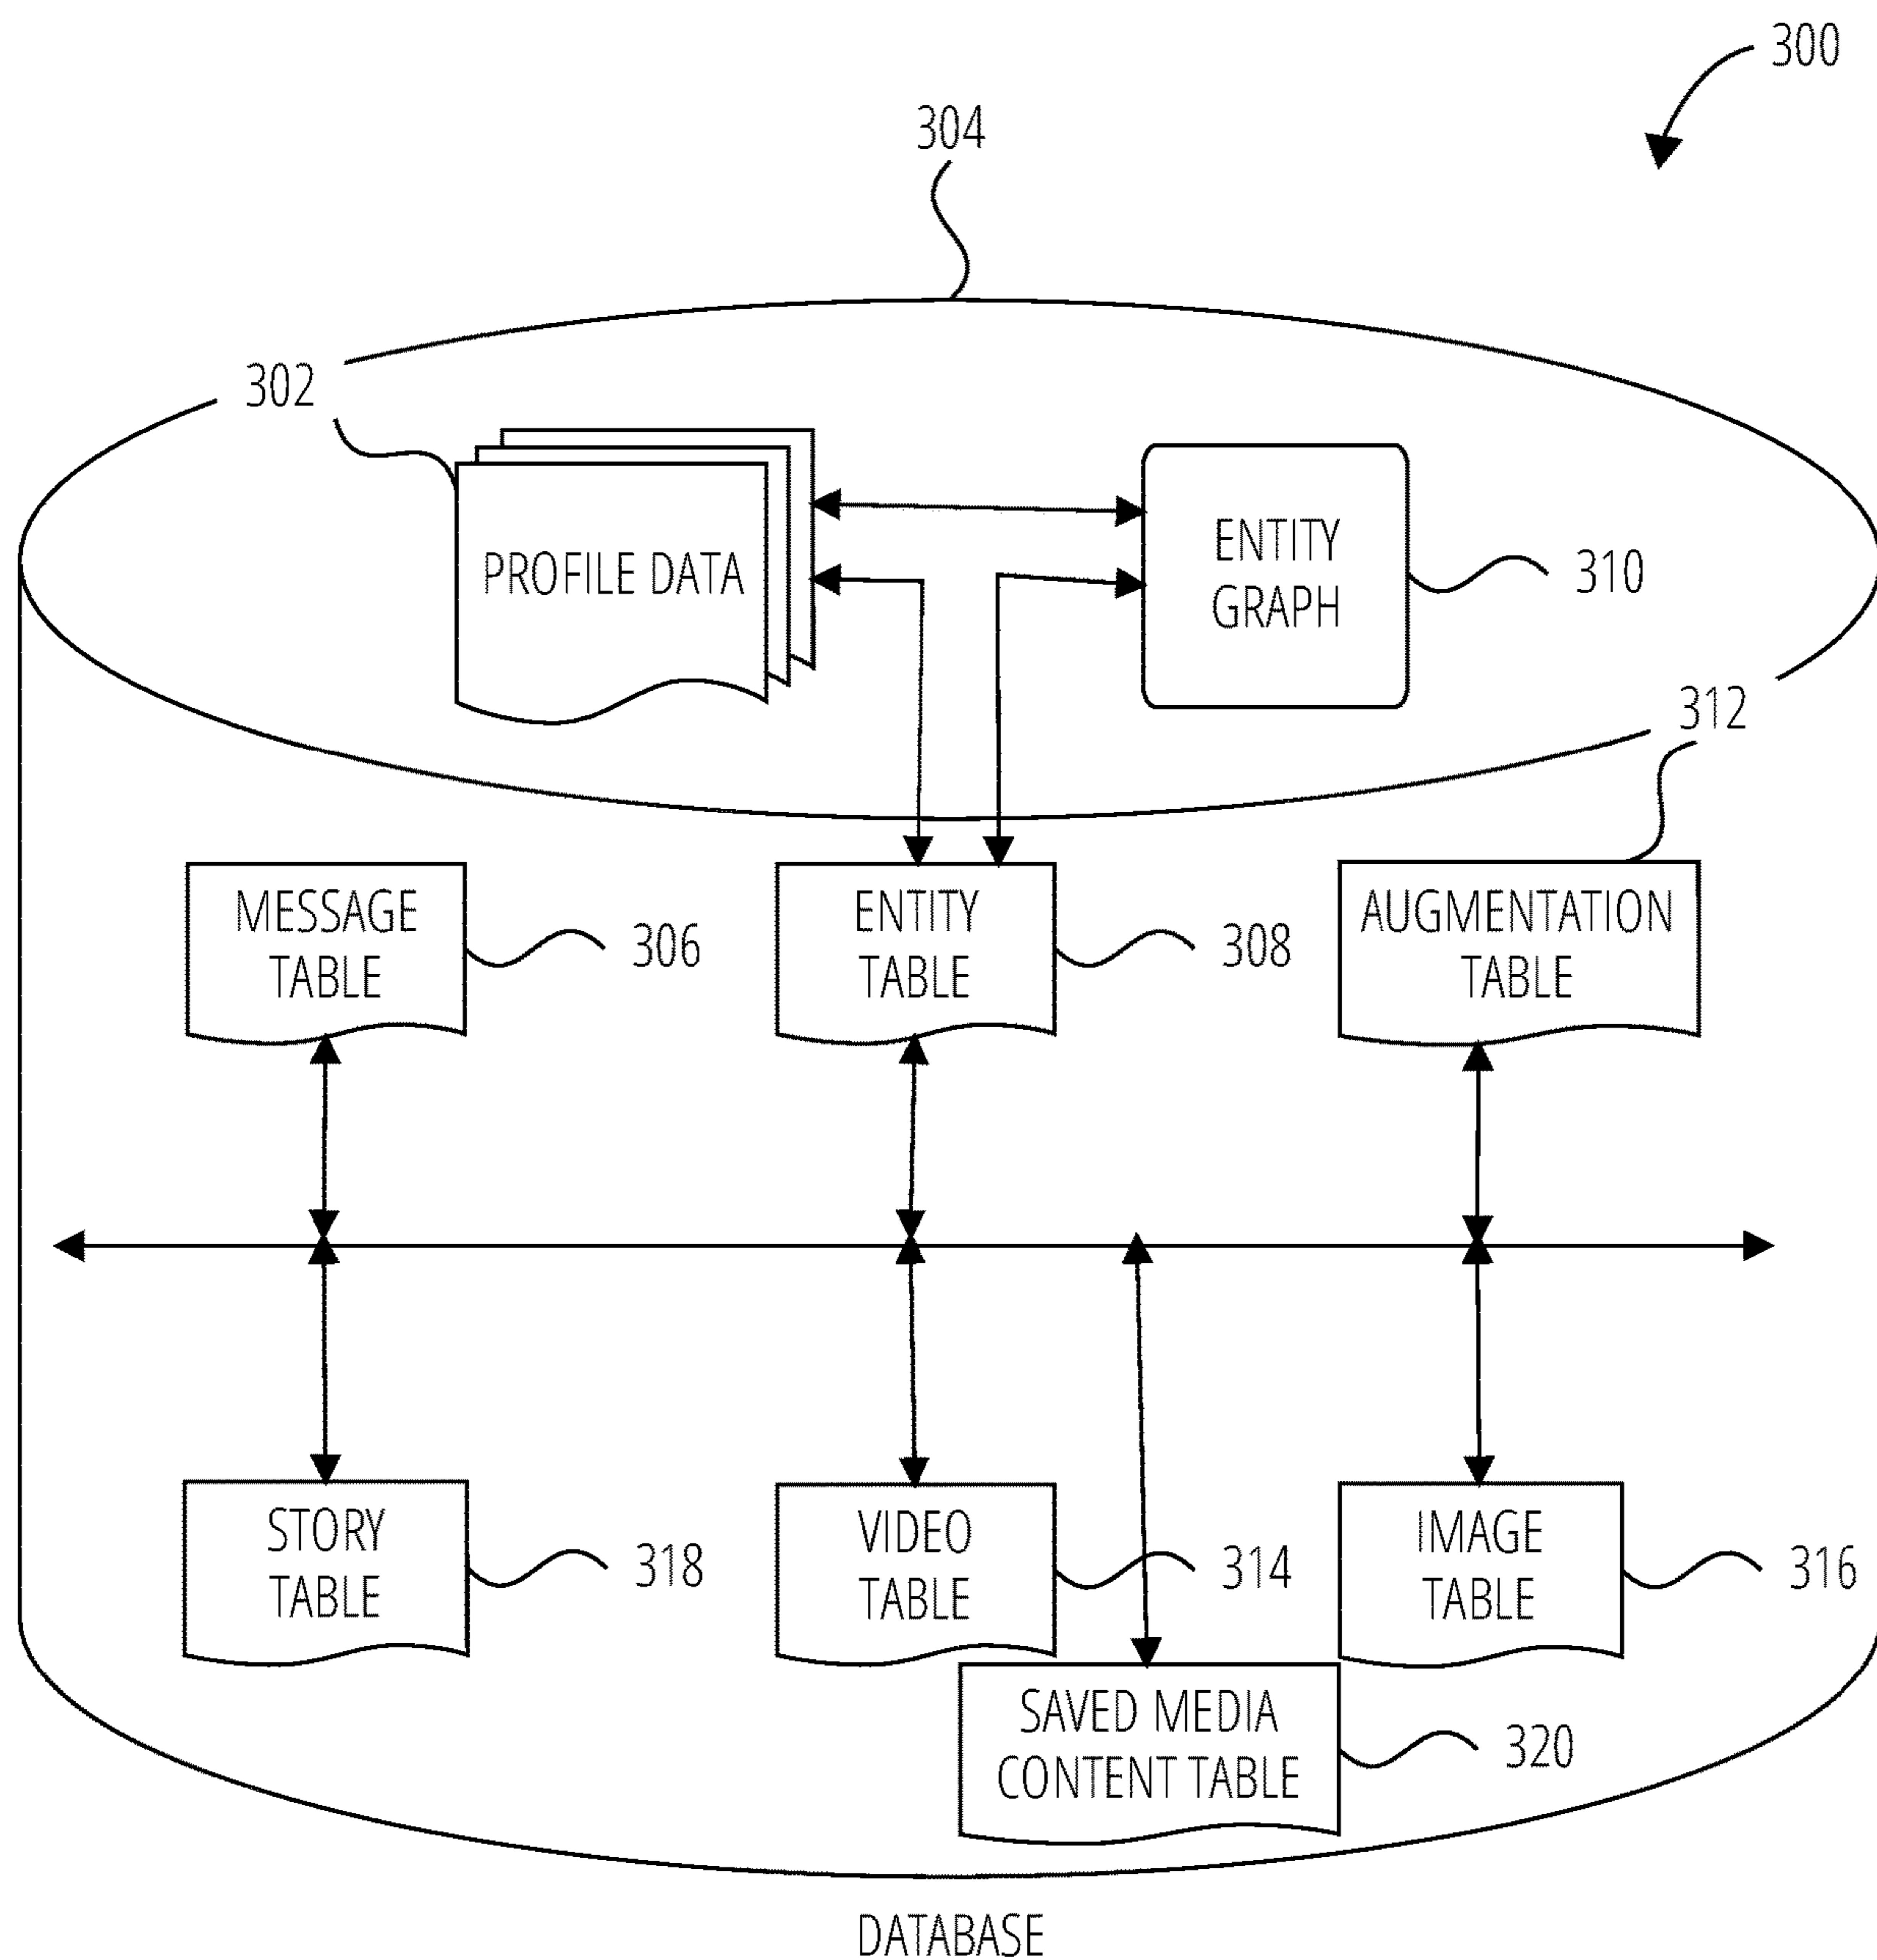 300
304
302
PROFILE DATA
ENTITY
GRAPH
310
312
MESSAGE
TABLE
306
ENTITY
TABLE
308
AUGMENTATION
TABLE
STORY
TABLE
318
VIDEO
TABLE
314
IMAGE
TABLE
316
SAVED MEDIA
CONTENT TABLE
320
DATABASE